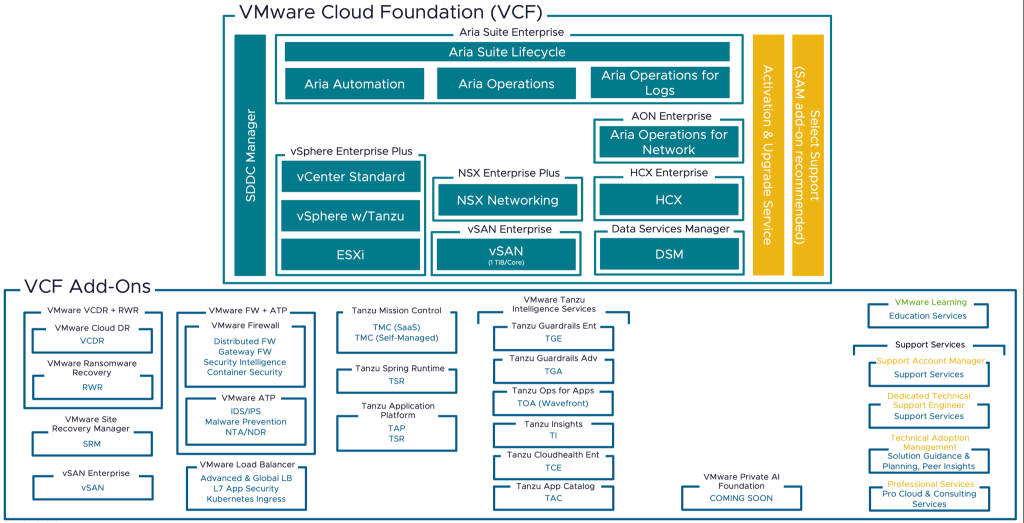 VMware Cloud Foundation (VCF)
SDDC Manager
Aria Suite Enterprise
Aria Suite Lifecycle
Aria Automation
Aria Operations
Aria Operations for
Logs
AON Enterprise
Aria Operations for
Network
vSphere Enterprise Plus
vCenter Standard
vSphere w/Tanzu
ESXi
NSX Enterprise Plus
NSX Networking
vSAN Enterprise
vSAN
(1 TiB/Core)
HCX Enterprise
HCX
Data Services Manager
DSM
Activation & Upgrade Service
Select Support
(SAM add-on recommended)
VCF Add-Ons
VMware VCDR + RWR
VMware Cloud DR
VCDR
VMware Ransomware
Recovery
RWR
VMware Site
Recovery Manager
SRM
vSAN Enterprise
vSAN
VMware FW + ATP
VMware Firewall
Distributed FW
Gateway FW
Security Intelligence
Container Security
VMware ATP
IDS/IPS
Malware Prevention
NTA/NDR
VMware Load Balancer
Advanced & Global LB
L7 App Security
Kubernetes Ingress
Tanzu Mission Control
TMC (SaaS)
TMC (Self-Managed)
Tanzu Spring Runtime
TSR
Tanzu Application
Platform
TAP
TSR
VMware Tanzu
Intelligence Services
Tanzu Guardrails Ent
TGE
Tanzu Guardrails Adv
TGA
Tanzu Ops for Apps
TOA (Wavefront)
Tanzu Insights
TI
Tanzu Cloudhealth Ent
TCE
Tanzu App Catalog
TAC
VMware Private AI
Foundation
COMING SOON
VMware Learning
Education Services
Support Services
Support Account Manager
Support Services
Dedicated Technical
Support Engineer
Support Services
Technical Adoption
Management
Solution Guidance &
Planning, Peer Insights
Professional Services
Pro Cloud & Consulting
Services